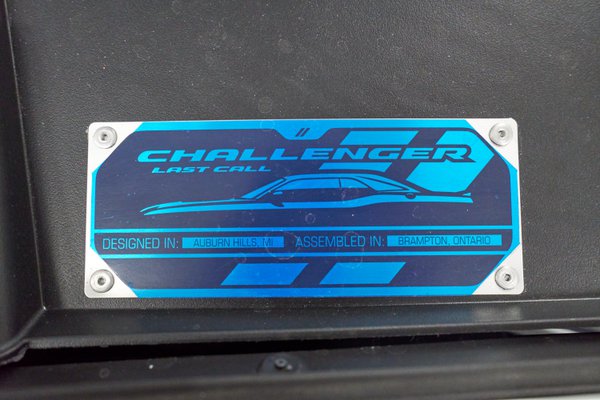 CHALLENGER
LAST CALL
DESIGNED IN: AUBURN HILLS, MI ASSEMBLED IN: BRAMPTON, ONTARIO